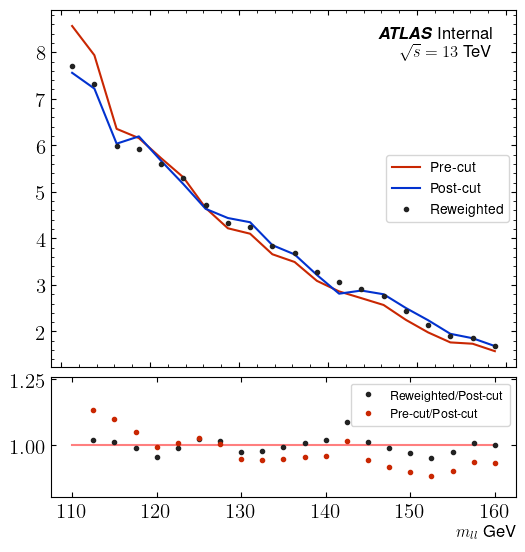 ATLAS Internal
√s = 13 TeV
8
7
6
5
4
3
2
Pre-cut
Post-cut
Reweighted
1.25
1.00
Reweighted/Post-cut
Pre-cut/Post-cut
110 120 130 140 150 160
m_ll GeV